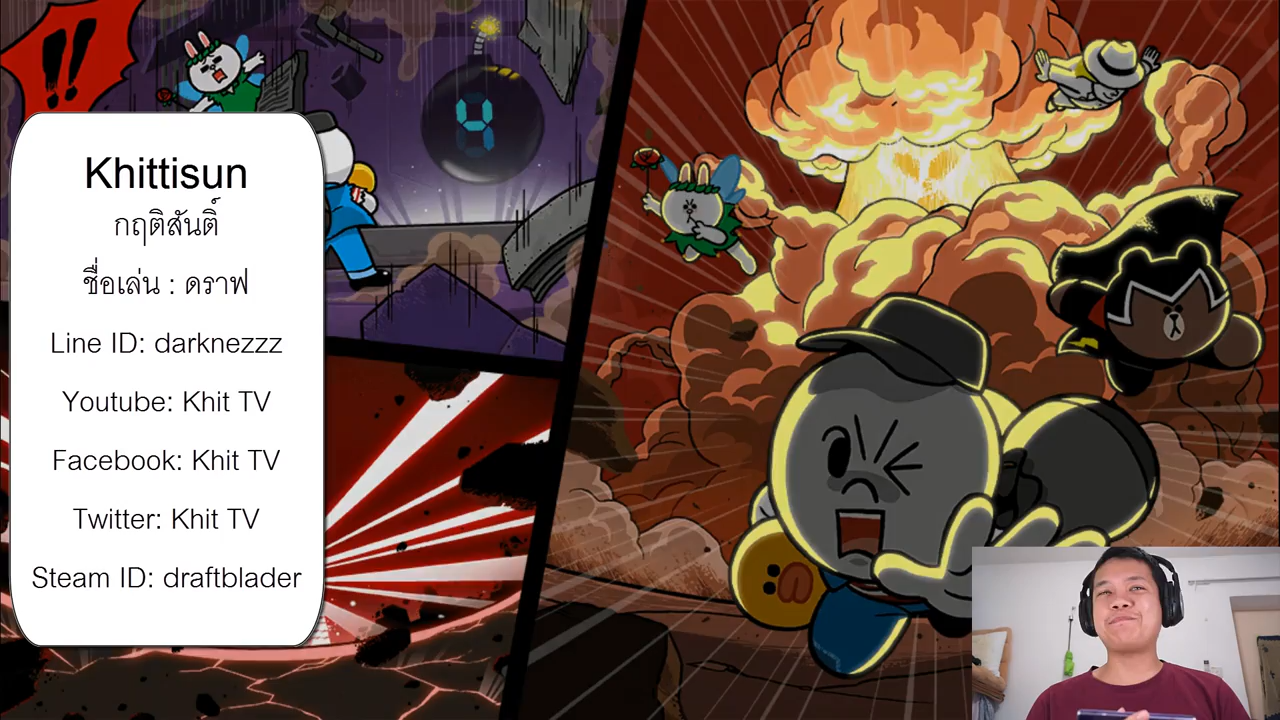 !!
4
Khittisun
กฤติสันติ์
ชื่อเล่น : ดราฟ
Line ID: darknezzz
Youtube: Khit TV
Facebook: Khit TV
Twitter: Khit TV
Steam ID: draftblader